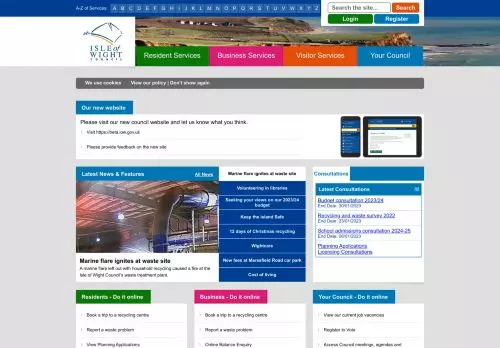 A-Z of Services: A B C D E F G H I J K L M N O P Q R S T U V W X Y Z
Search the site...
Search
Login
Register
ISLE of
WIGHT
COUNCIL
Resident Services
Business Services
Visitor Services
Your Council
We use cookies
View our policy | Don't show again
Our new website
Please visit our new council website and let us know what you think.
Visit https://beta.iow.gov.uk
Please provide feedback on the new site
Latest News & Features
All News
Marine flare ignites at waste site
A marine flare left out with household recycling caused a fire at the
Isle of Wight Council's waste treatment plant.
Marine flare ignites at waste site
Volunteering in libraries
Seeking your views on our 2023/24
budget
Keep the Island Safe
12 days of Christmas recycling
Wightcare
New fees at Marsefield Road car park
Cost of living
Consultations
Latest Consultations
All
Budget consultation 2023/24
End Date: 30/01/2023
Recycling and waste survey 2022
End Date: 23/01/2023
School admissions consultation 2024-25
End Date: 06/01/2023
Planning Applications
Licensing Consultations
Residents - Do it online
Book a trip to a recycling centre
Report a waste problem
View Planning Applications
Business - Do it online
Book a trip to a recycling centre
Report a waste problem
Online Balance Enquiry
Your Council - Do it online
View our current job vacancies
Register to Vote
Access Council meetings, agendas and